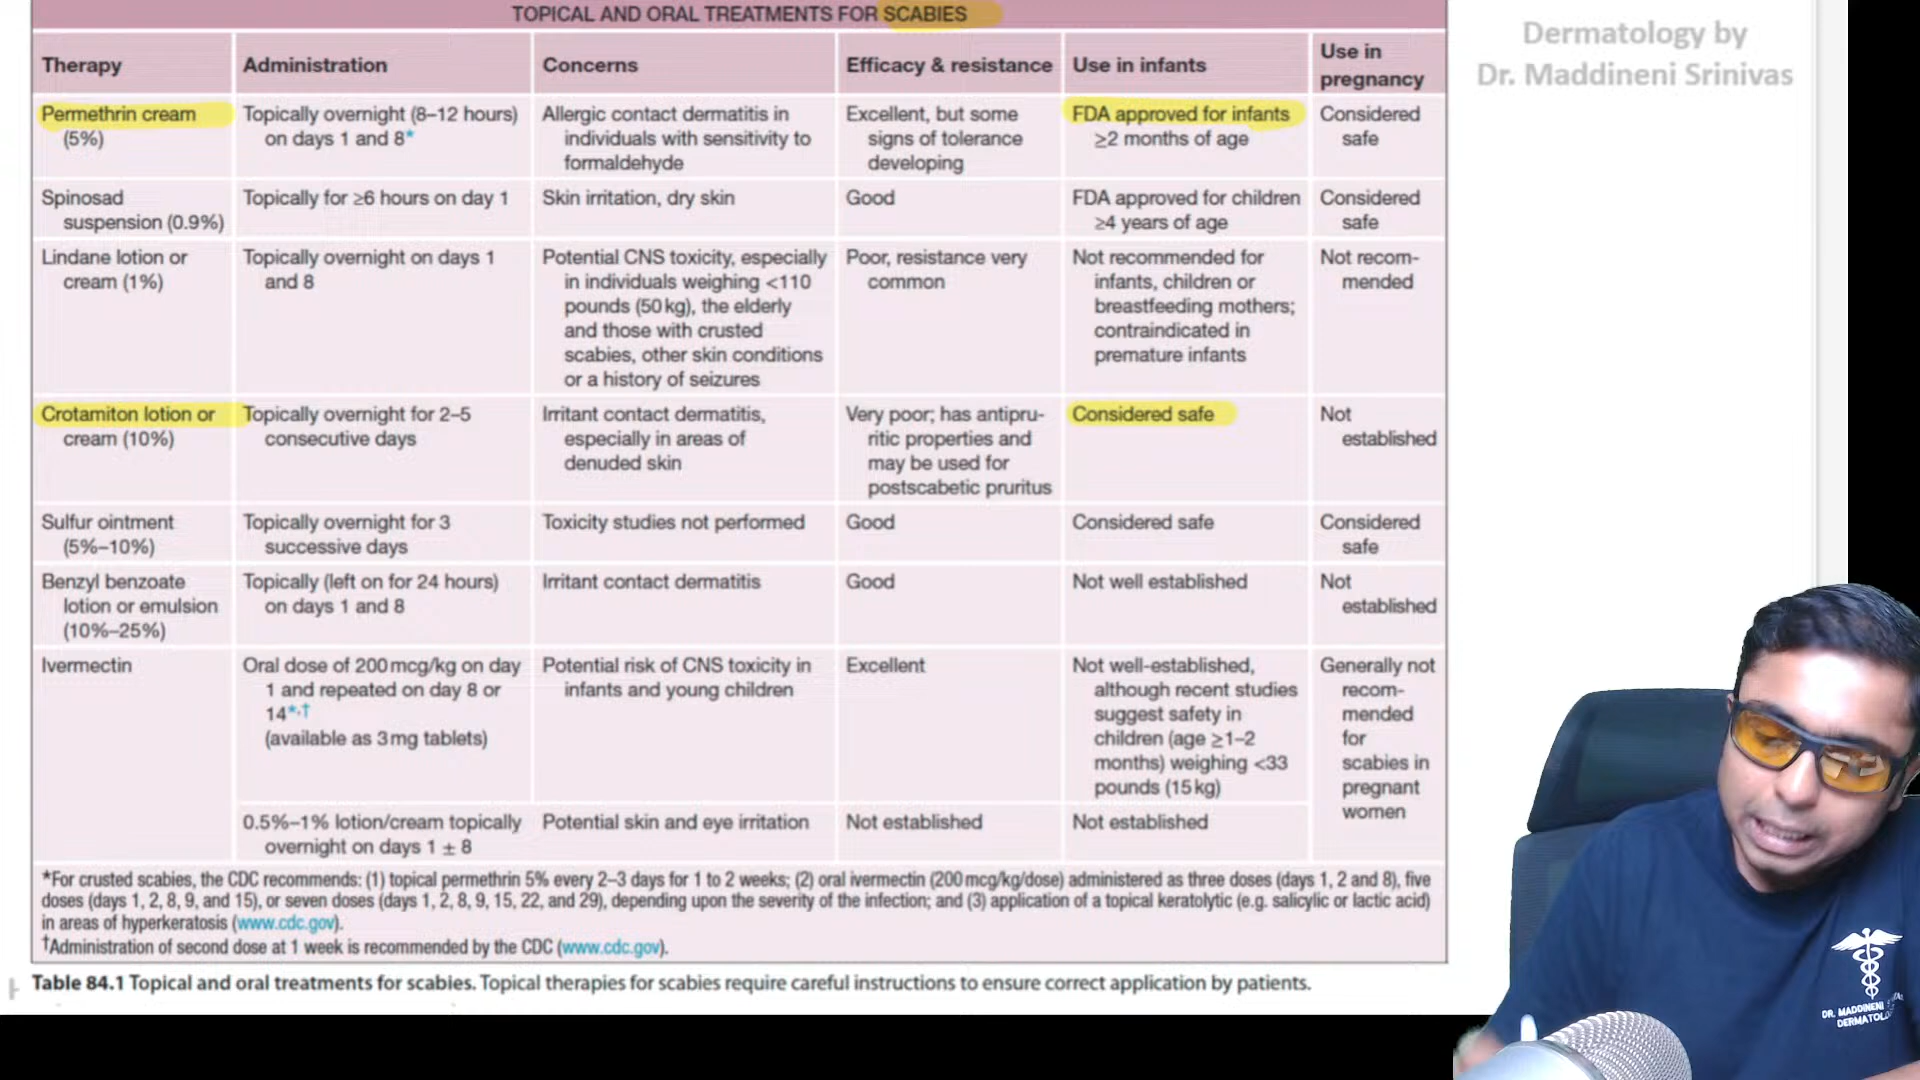 TOPICAL AND ORAL TREATMENTS FOR SCABIES
Therapy
Administration
Concerns
Efficacy & resistance
Use in infants
Use in
pregnancy
Permethrin cream
(5%)
Topically overnight (8–12 hours)
on days 1 and 8*
Allergic contact dermatitis in
individuals with sensitivity to
formaldehyde
Excellent, but some
signs of tolerance
developing
FDA approved for infants
≥2 months of age
Considered
safe
Spinosad
suspension (0.9%)
Topically for ≥6 hours on day 1
Skin irritation, dry skin
Good
FDA approved for children
≥4 years of age
Considered
safe
Lindane lotion or
cream (1%)
Topically overnight on days 1
and 8
Potential CNS toxicity, especially
in individuals weighing <110
pounds (50 kg), the elderly
and those with crusted
scabies, other skin conditions
or a history of seizures
Poor, resistance very
common
Not recommended for
infants, children or
breastfeeding mothers;
contraindicated in
premature infants
Not recom-
mended
Crotamiton lotion or
cream (10%)
Topically overnight for 2–5
consecutive days
Irritant contact dermatitis,
especially in areas of
denuded skin
Very poor; has antipru-
ritic properties and
may be used for
postscabetic pruritus
Considered safe
Not
established
Sulfur ointment
(5%–10%)
Topically overnight for 3
successive days
Toxicity studies not performed
Good
Considered safe
Considered
safe
Benzyl benzoate
lotion or emulsion
(10%–25%)
Topically (left on for 24 hours)
on days 1 and 8
Irritant contact dermatitis
Good
Not well established
Not
established
Ivermectin
Oral dose of 200 mcg/kg on day
1 and repeated on day 8 or
14*,†
(available as 3 mg tablets)
Potential risk of CNS toxicity in
infants and young children
Excellent
Not well-established,
although recent studies
suggest safety in
children (age ≥1–2
months) weighing <33
pounds (15 kg)
Generally not
recom-
mended
for
scabies in
pregnant
women
0.5%–1% lotion/cream topically
overnight on days 1 ± 8
Potential skin and eye irritation
Not established
Not established
*For crusted scabies, the CDC recommends: (1) topical permethrin 5% every 2–3 days for 1 to 2 weeks; (2) oral ivermectin (200 mcg/kg/dose) administered as three doses (days 1, 2 and 8), five
doses (days 1, 2, 8, 9, and 15), or seven doses (days 1, 2, 8, 9, 15, 22, and 29), depending upon the severity of the infection; and (3) application of a topical keratolytic (e.g. salicylic or lactic acid)
in areas of hyperkeratosis (www.cdc.gov).
†Administration of second dose at 1 week is recommended by the CDC (www.cdc.gov).
Table 84.1 Topical and oral treatments for scabies. Topical therapies for scabies require careful instructions to ensure correct application by patients.
Dermatology by
Dr. Maddineni Srinivas
DR. MADDINENI